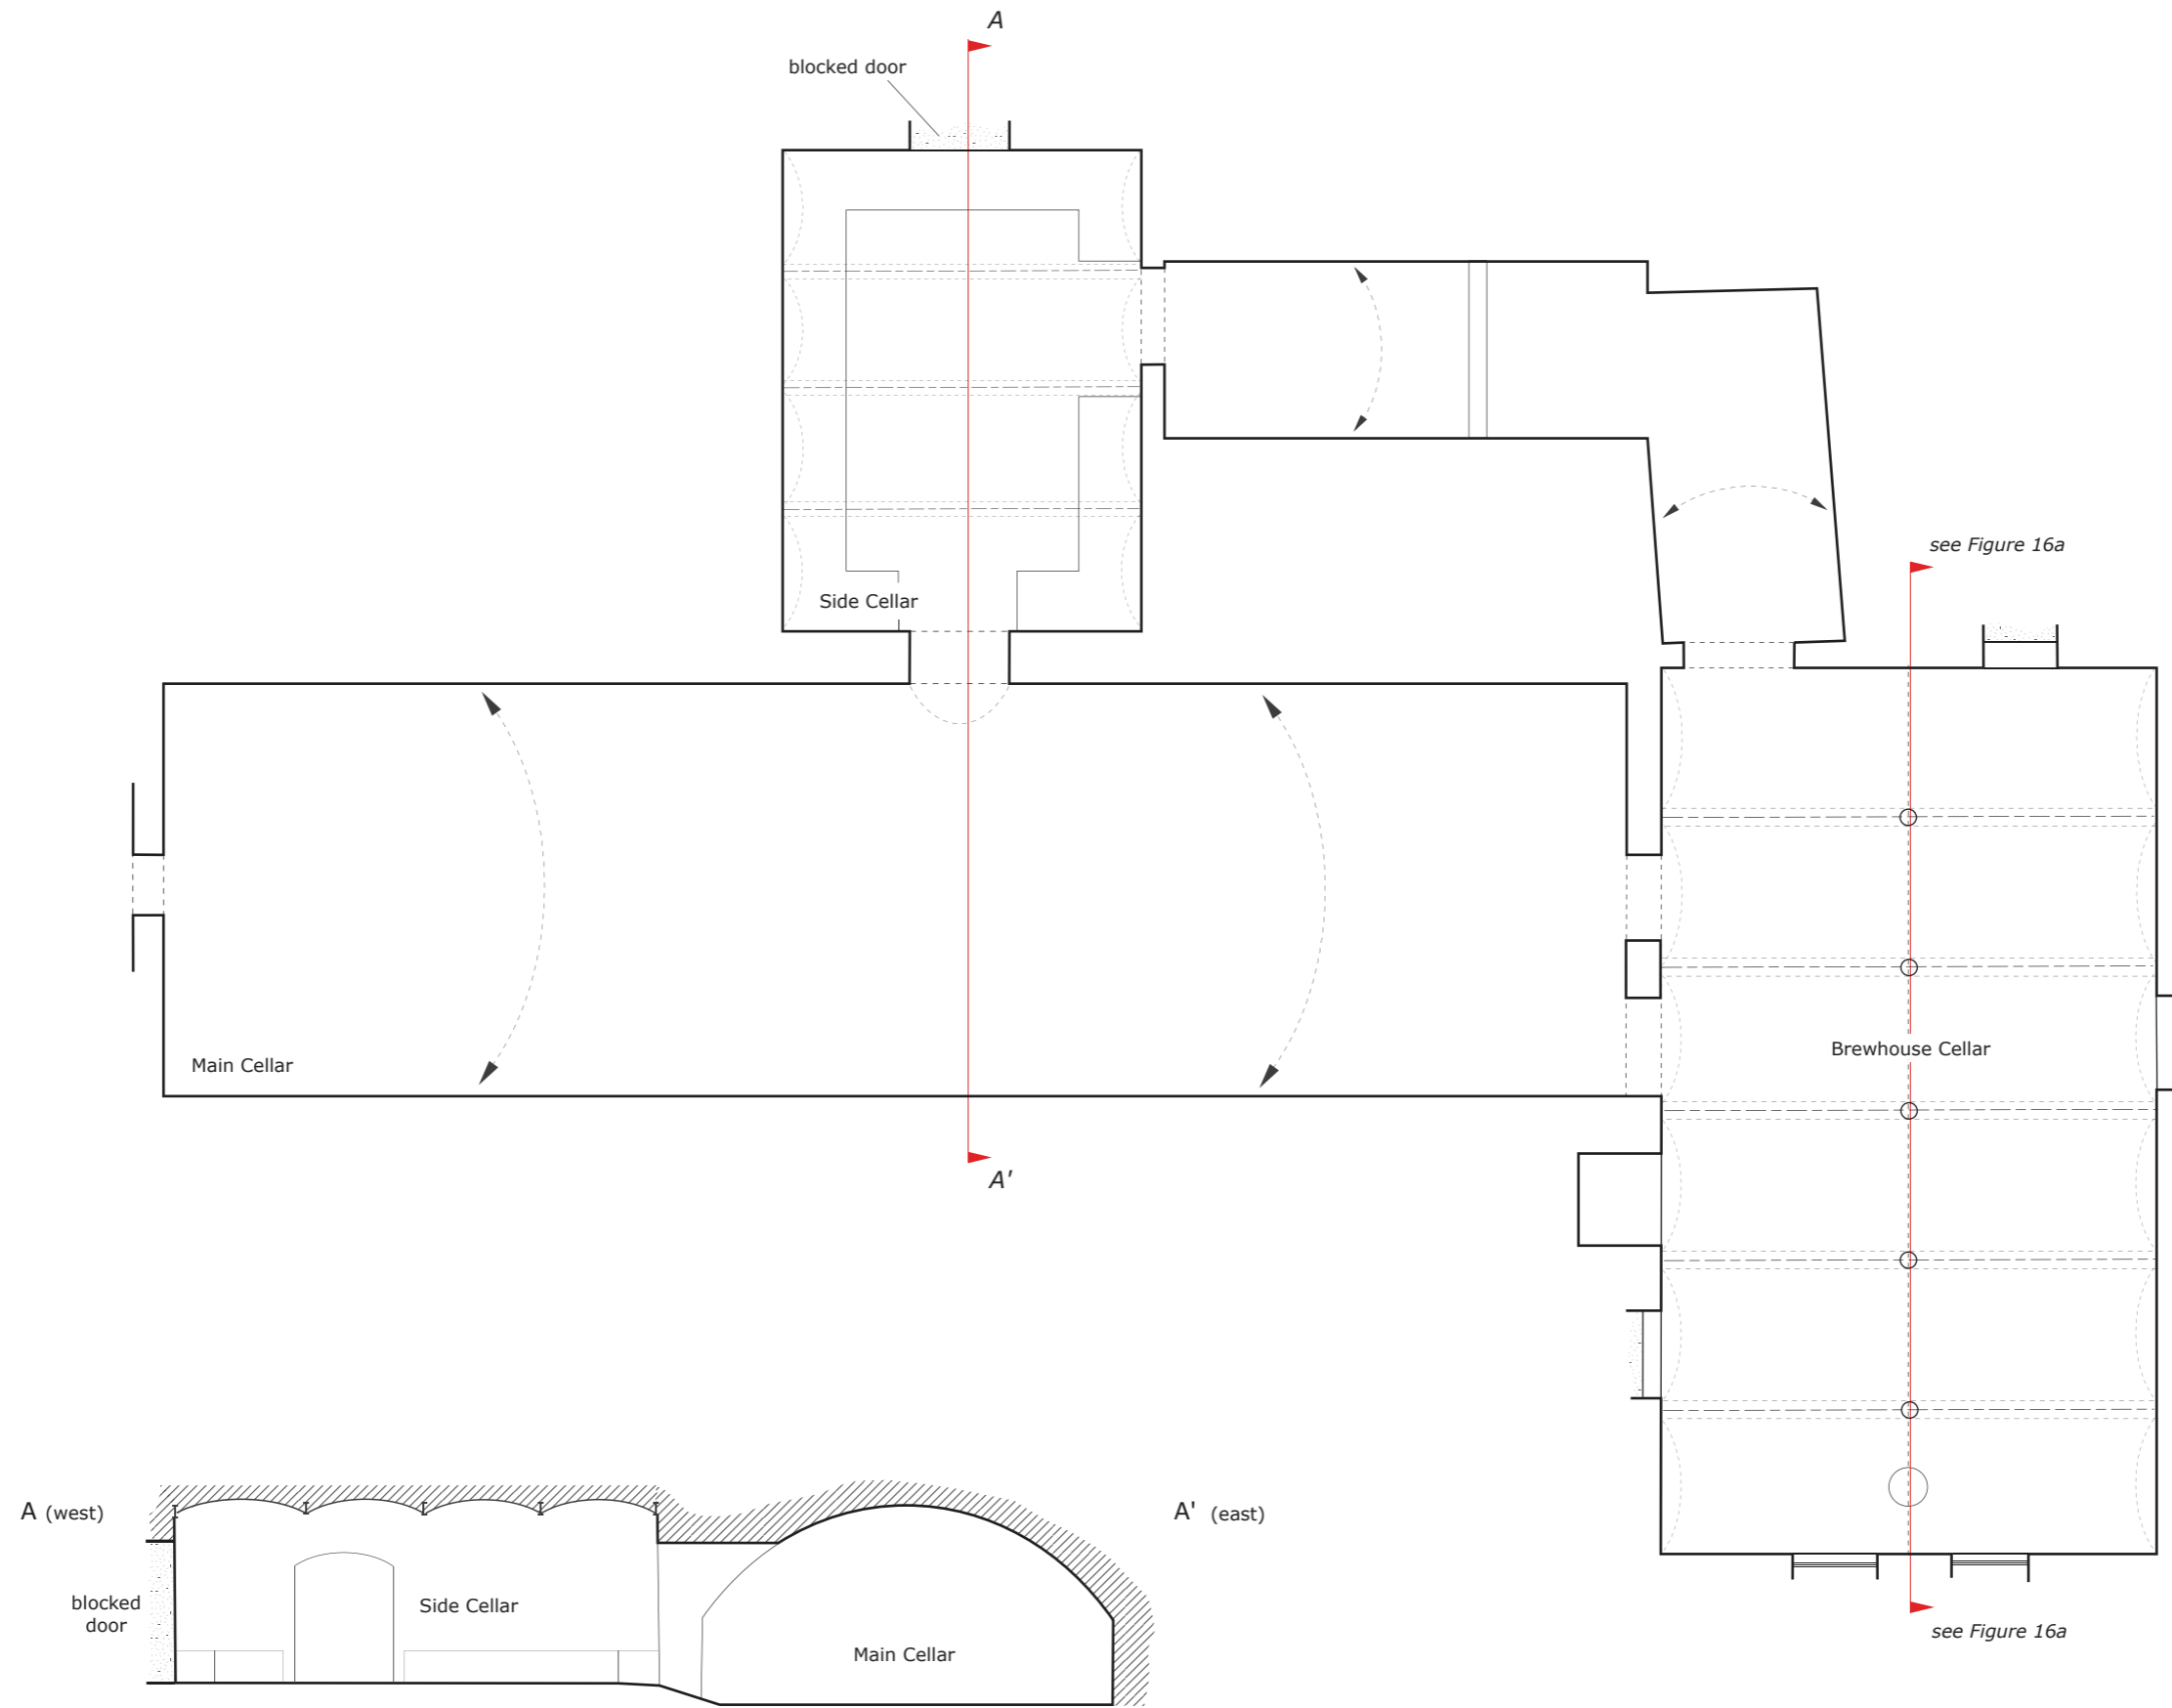 A
blocked door
see Figure 16a
Side Cellar
Main Cellar
Brewhouse Cellar
A'
A (west)
A' (east)
blocked
door
Side Cellar
Main Cellar
see Figure 16a